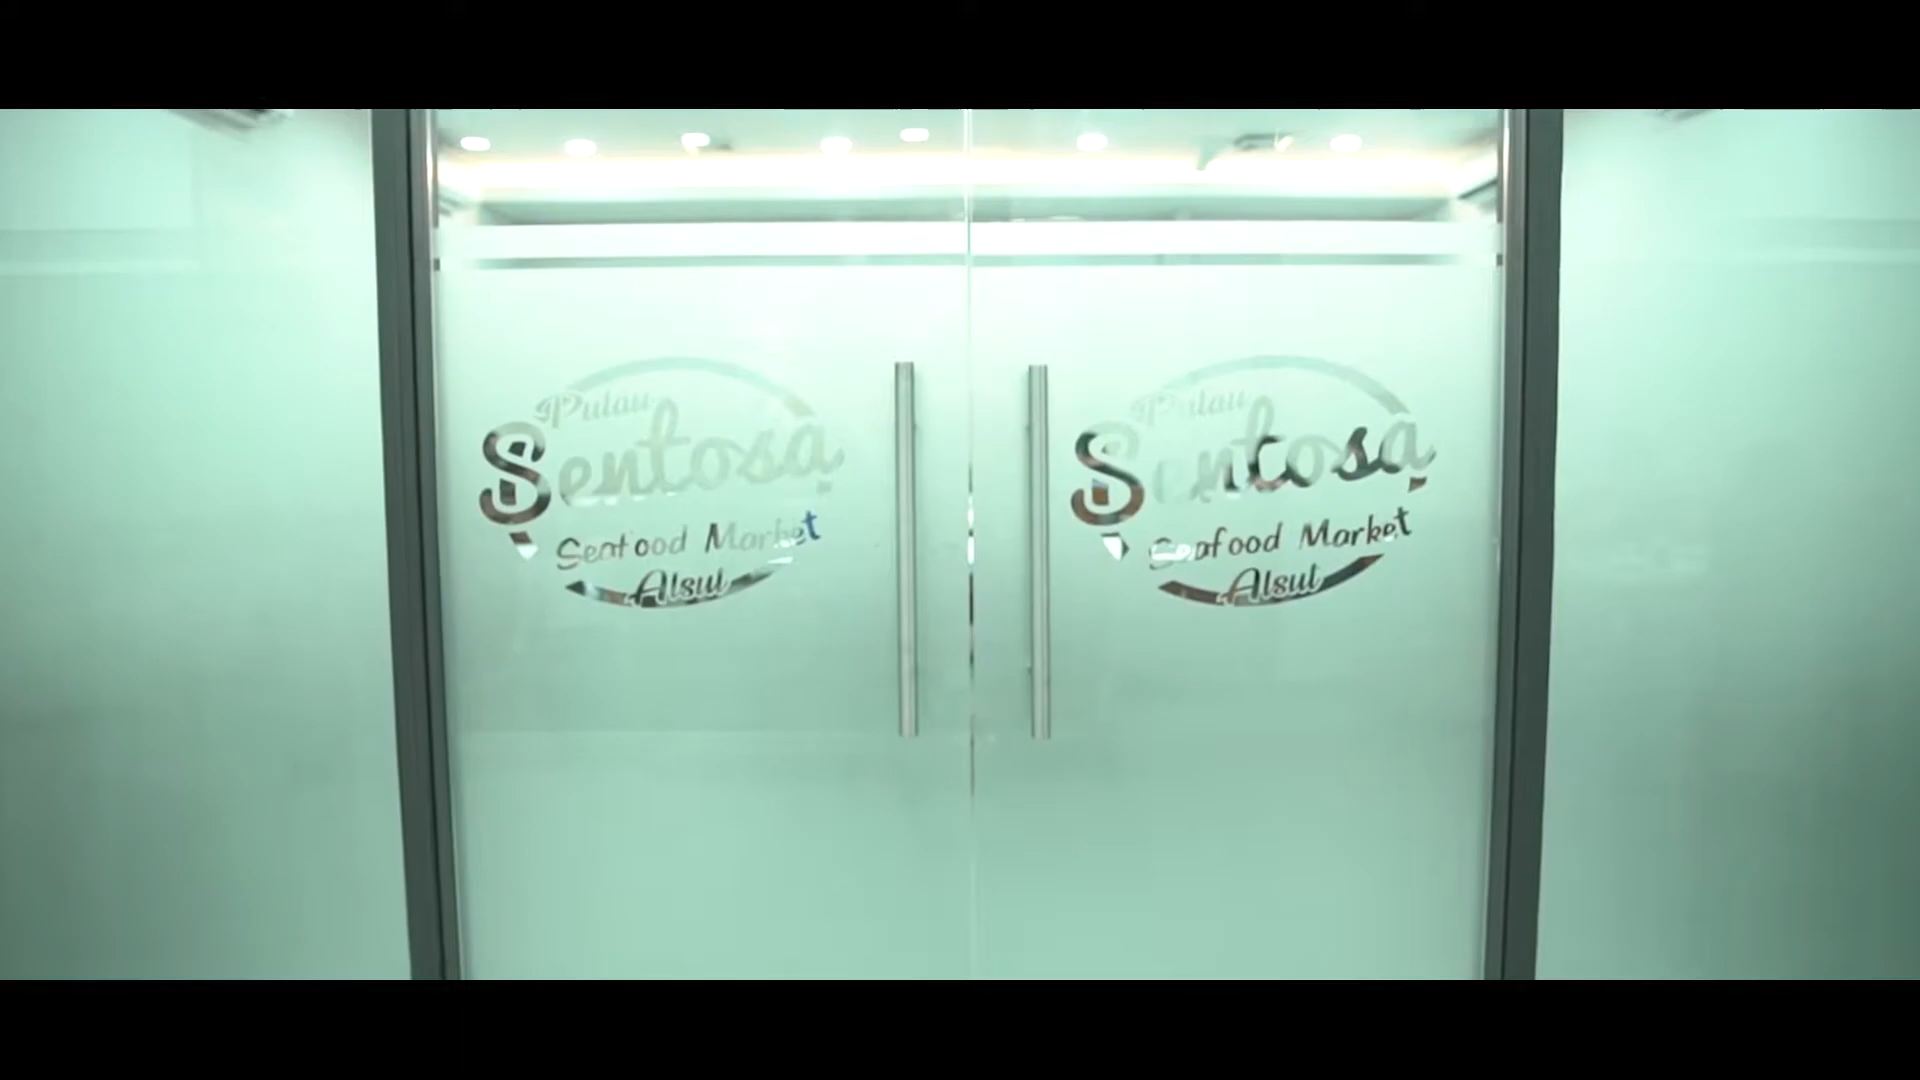 Pulau
Sentosa
Seafood Market
Alsut
Pulau
Sentosa
Seafood Market
Alsut